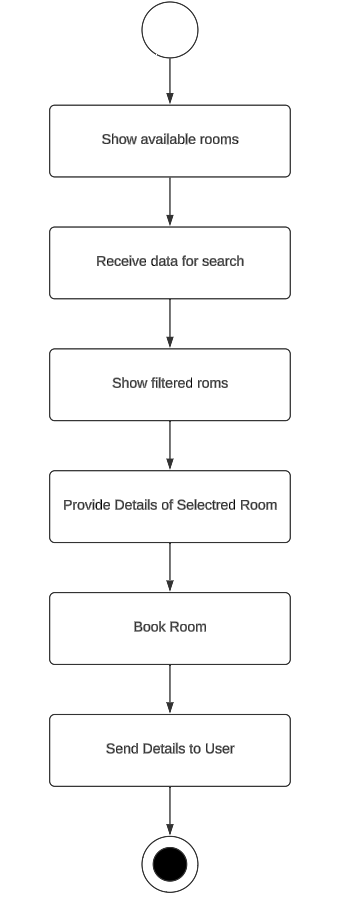 Show available rooms
Receive data for search
Show filtered roms
Provide Details of Selectred Room
Book Room
Send Details to User